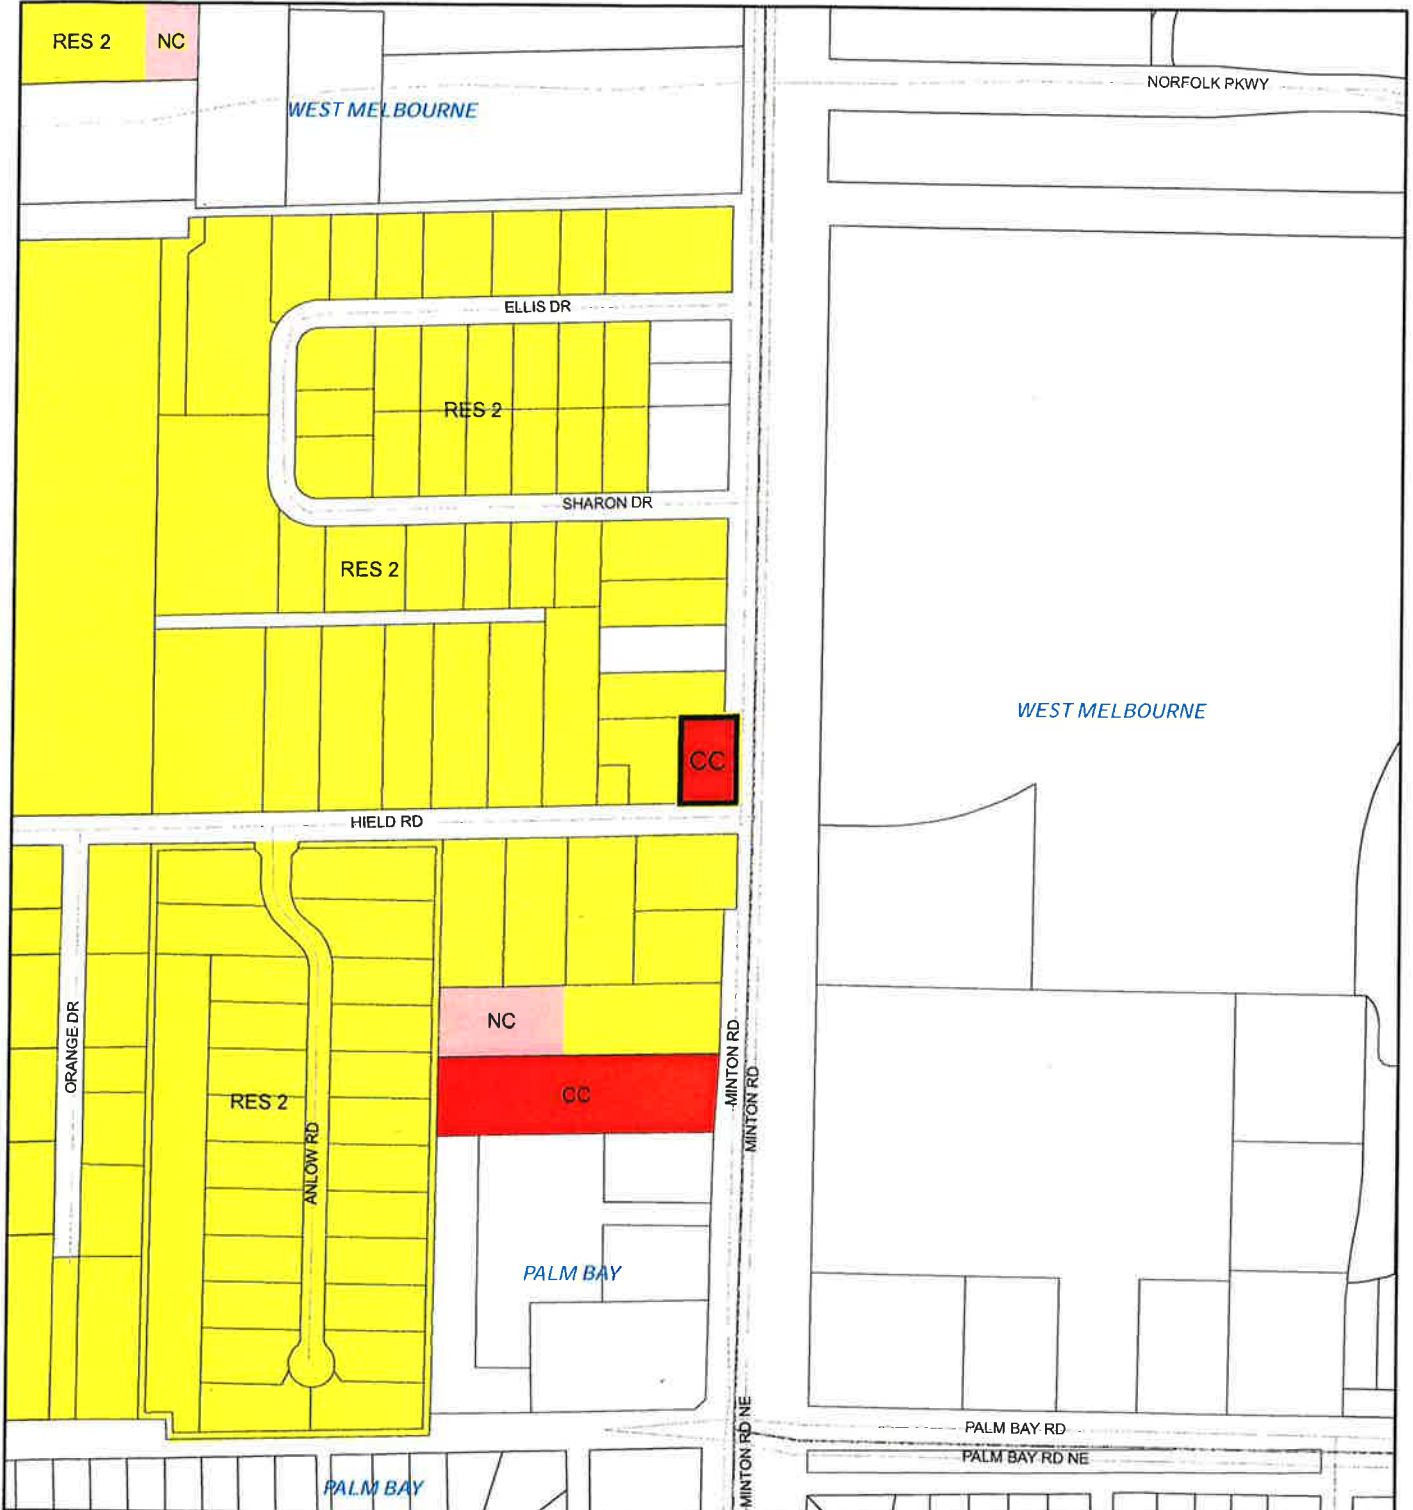 RES 2
NC
NORFOLK PKWY
WEST MELBOURNE
ELLIS DR
RES 2
SHARON DR
RES 2
WEST MELBOURNE
CC
HIELD RD
NC
ORANGE DR
MINTON RD
MINTON RD
CC
RES 2
ANLOW RD
PALM BAY
MINTON RD NE
PALM BAY RD
PALM BAY RD NE
PALM BAY